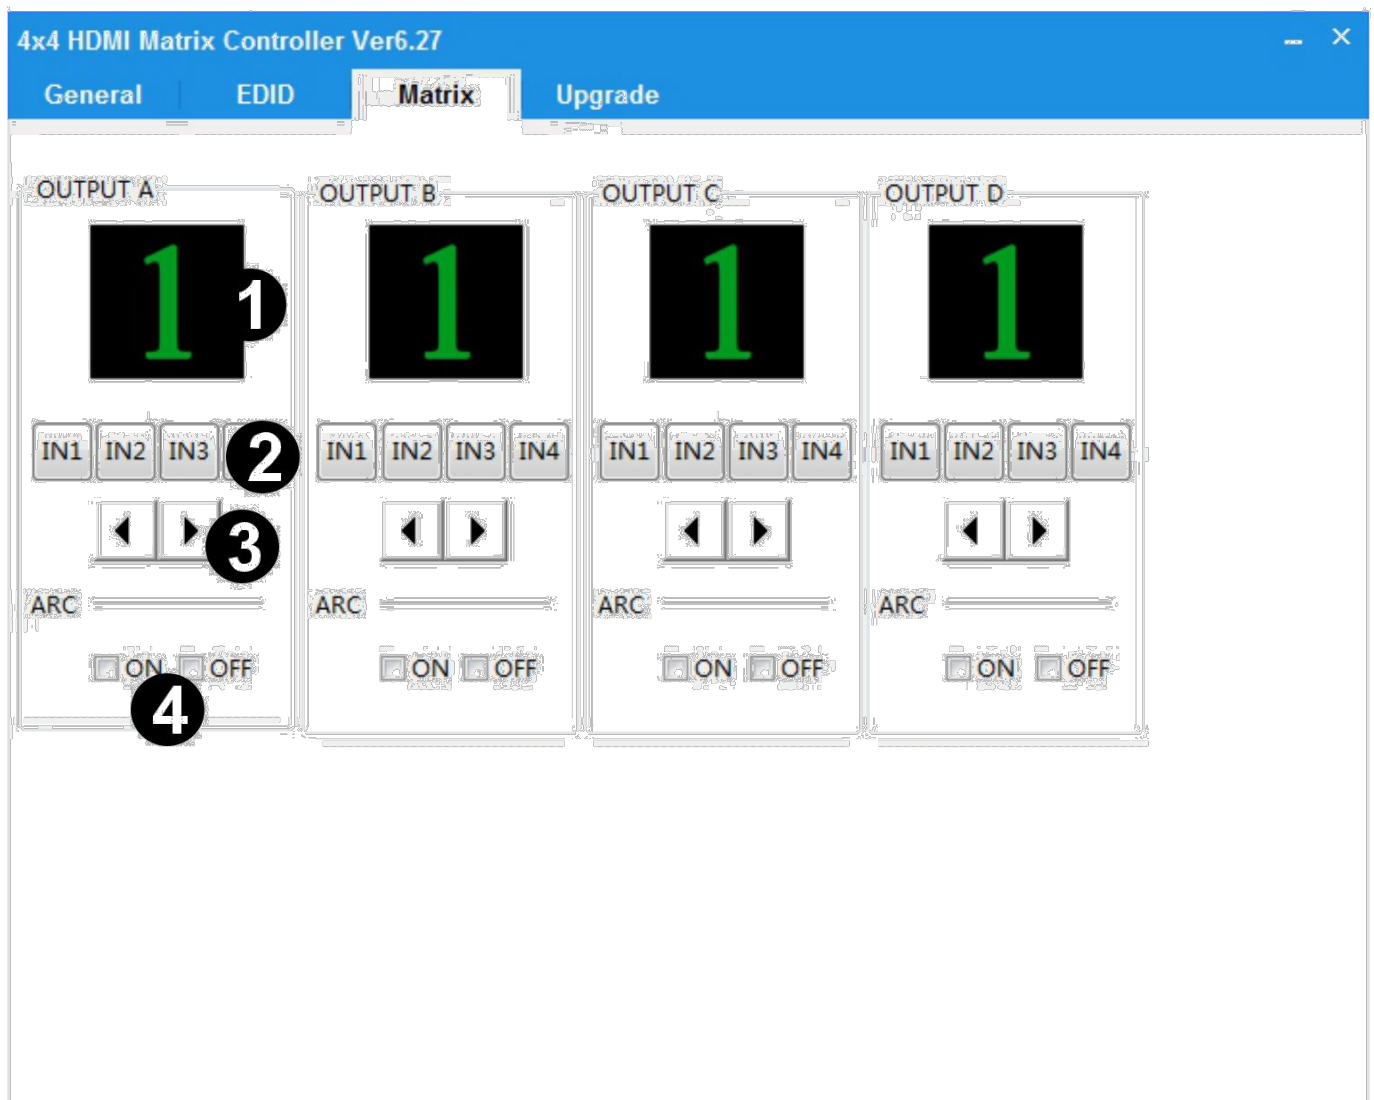 4x4 HDMI Matrix Controller Ver6.27
General EDID Matrix Upgrade
OUTPUT A OUTPUT B OUTPUT C OUTPUT D
1 1 1 1 1
IN1 IN2 IN3 2 IN1 IN2 IN3 IN4 IN1 IN2 IN3 IN4 IN1 IN2 IN3 IN4
3
ARC ARC ARC ARC
ON OFF ON OFF ON OFF ON OFF
4